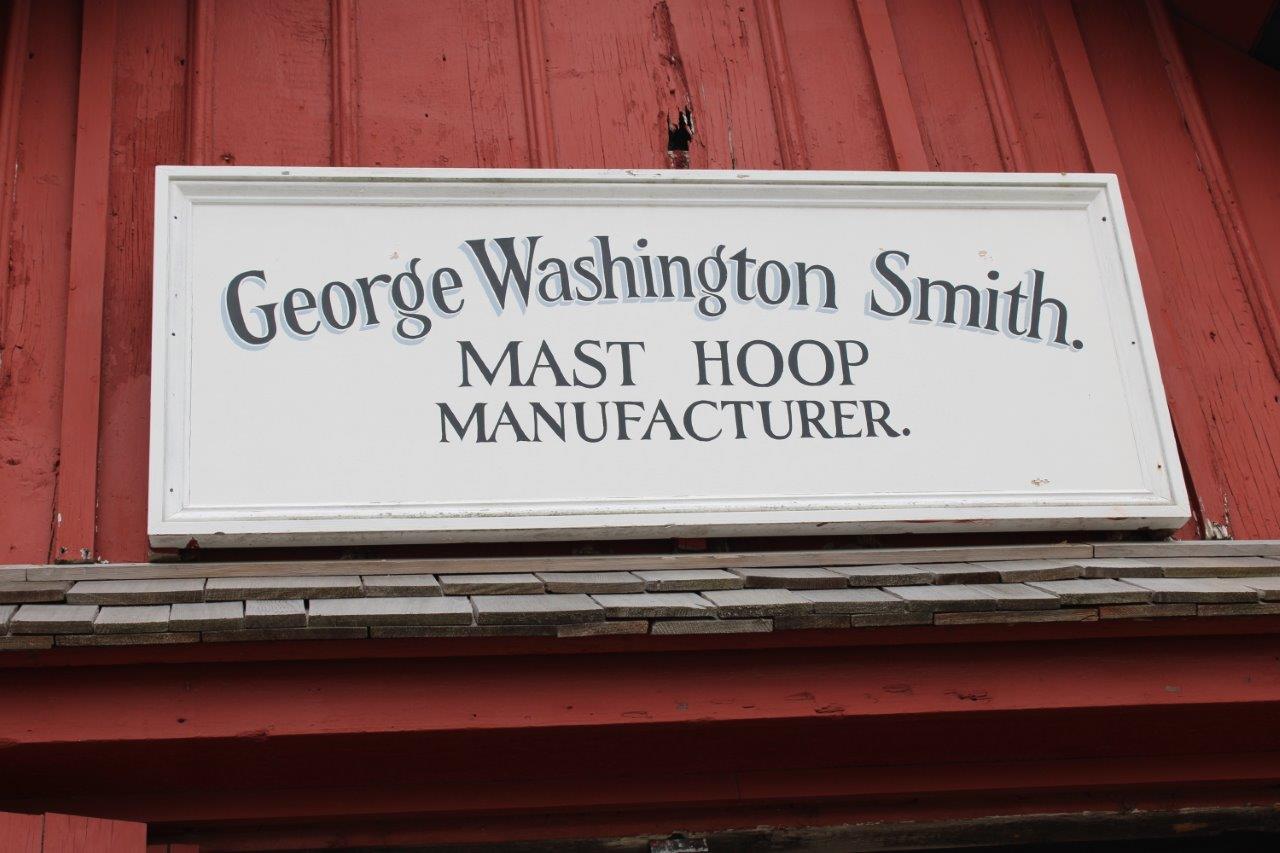 George Washington Smith.
MAST HOOP
MANUFACTURER.